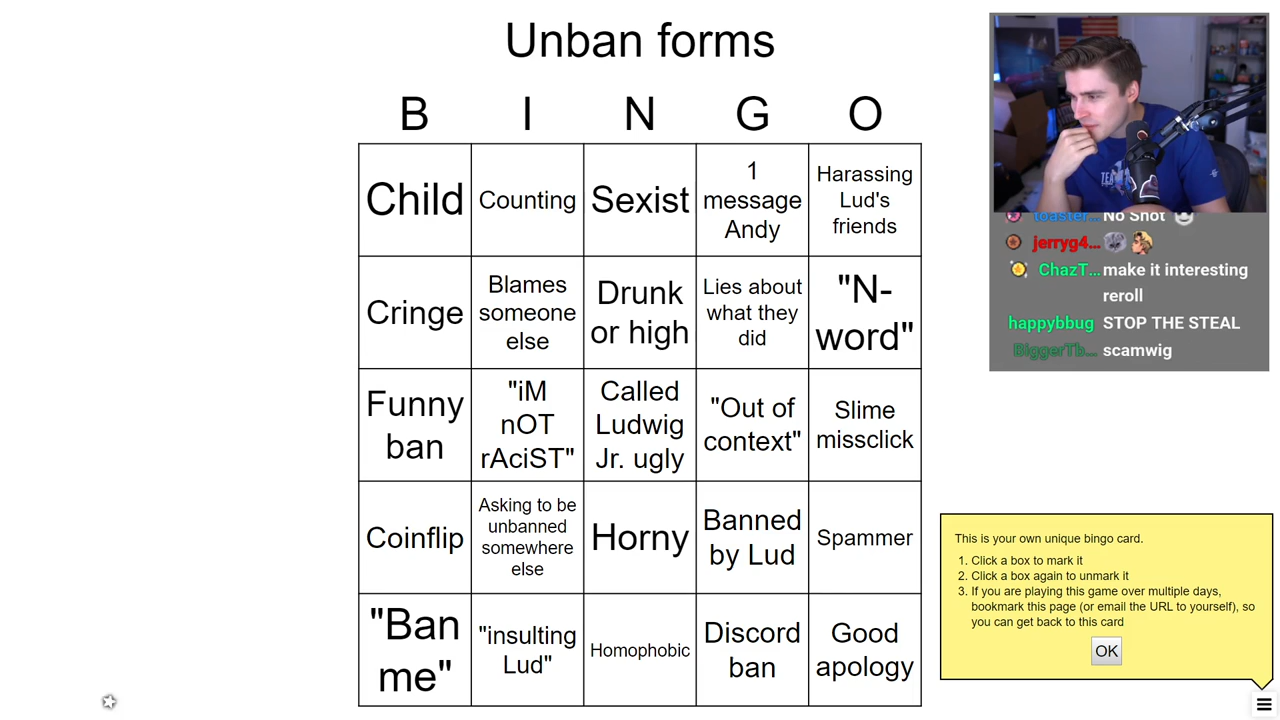 Unban forms
B I N G O
Child
Counting
Sexist
1
message
Andy
Harassing
Lud's
friends
Cringe
Blames
someone
else
Drunk
or high
Lies about
what they
did
"N-
word"
Funny
ban
"iM
nOT
rAciST"
Called
Ludwig
Jr. ugly
"Out of
context"
Slime
missclick
Coinflip
Asking to be
unbanned
somewhere
else
Horny
Banned
by Lud
Spammer
"Ban
me"
"insulting
Lud"
Homophobic
Discord
ban
Good
apology
toaster... No Shot
jerryg4...
ChazT... make it interesting
reroll
happybbug STOP THE STEAL
BiggerTb... scamwig
This is your own unique bingo card.
1. Click a box to mark it
2. Click a box again to unmark it
3. If you are playing this game over multiple days,
bookmark this page (or email the URL to yourself), so
you can get back to this card
OK